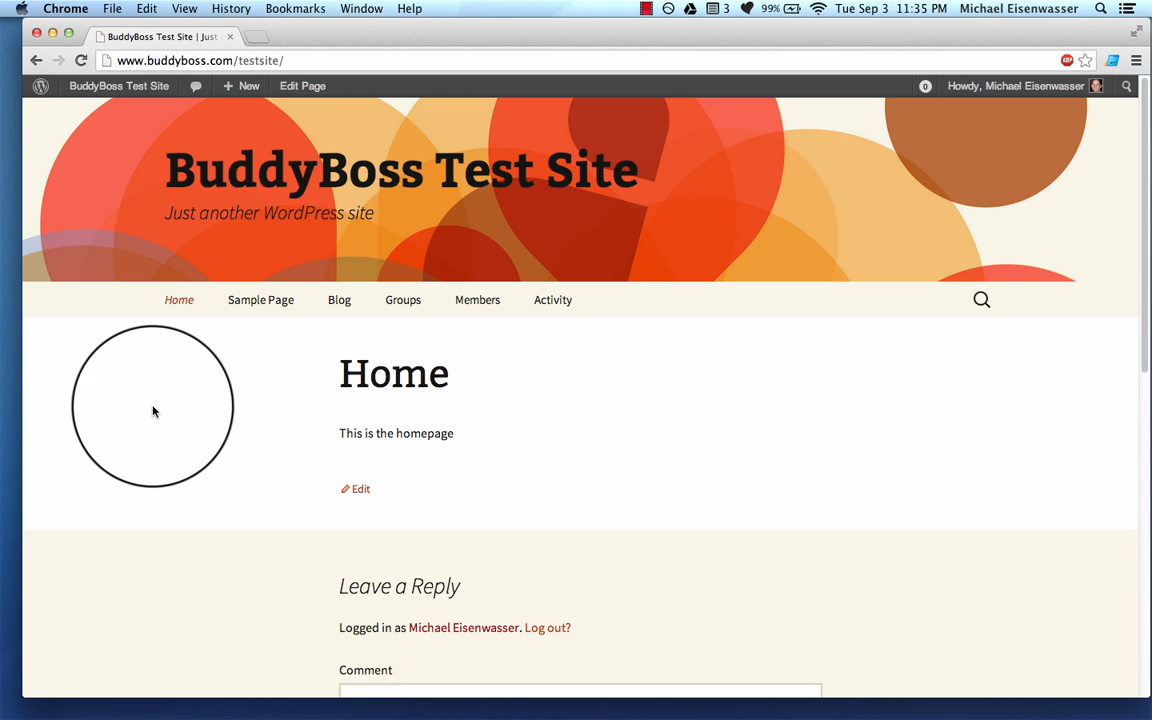 Chrome File Edit View History Bookmarks Window Help 3 99% Tue Sep 3 11:35 PM Michael Eisenwasser
BuddyBoss Test Site | Just
www.buddyboss.com/testsite/
BuddyBoss Test Site + New Edit Page 0 Howdy, Michael Eisenwasser
BuddyBoss Test Site
Just another WordPress site
Home Sample Page Blog Groups Members Activity
Home
This is the homepage
Edit
Leave a Reply
Logged in as Michael Eisenwasser. Log out?
Comment